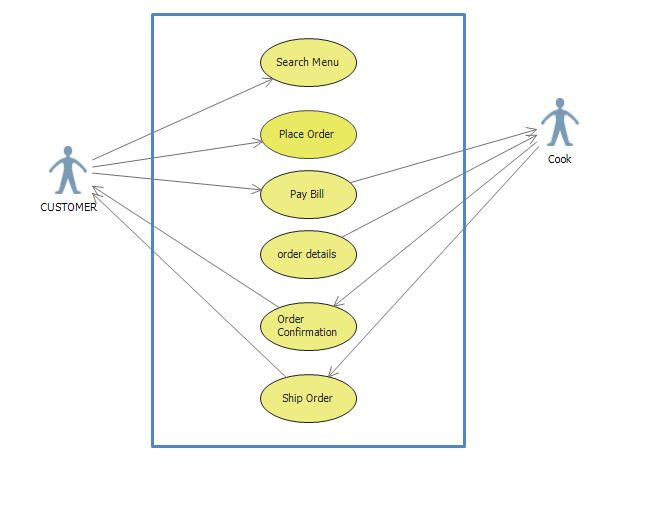 Search Menu
Place Order
Pay Bill
order details
Order
Confirmation
Ship Order
CUSTOMER
Cook